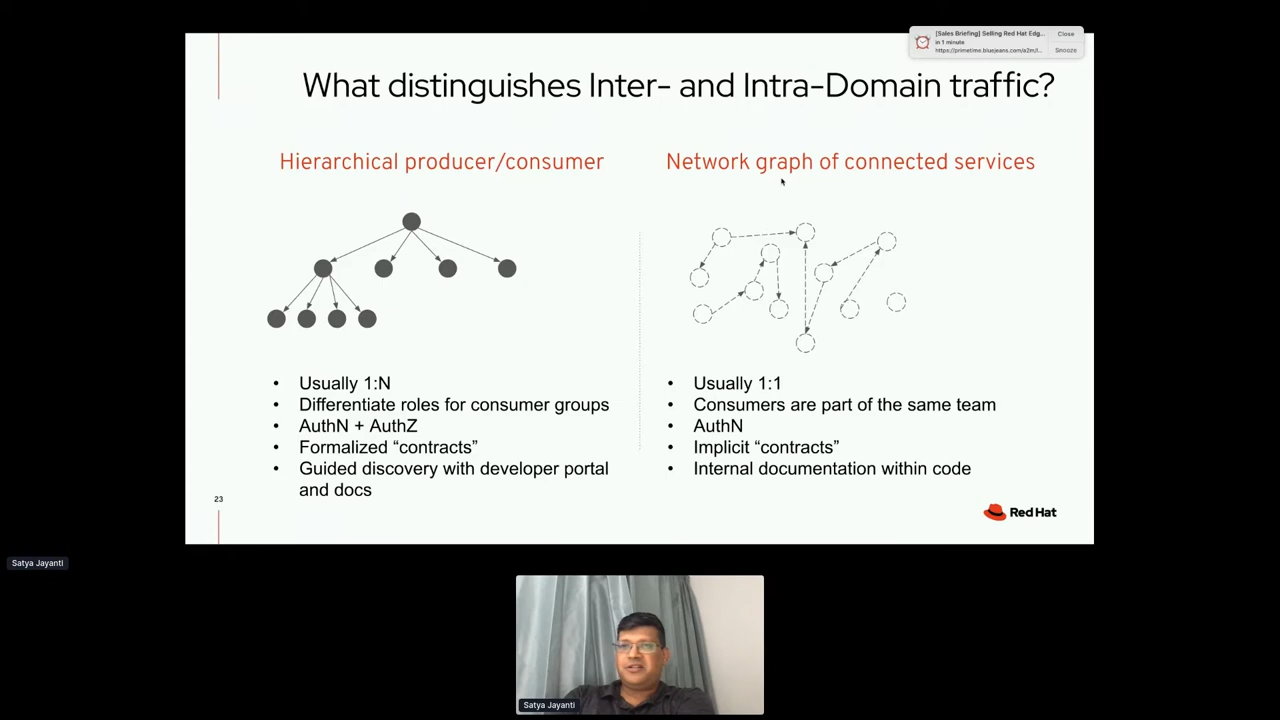 [Sales Briefing] Selling Red Hat Edg...
in 1 minute
https://primetime.bluejeans.com/a2m/l...
Close
Snooze
What distinguishes Inter- and Intra-Domain traffic?
Hierarchical producer/consumer
• Usually 1:N
• Differentiate roles for consumer groups
• AuthN + AuthZ
• Formalized “contracts”
• Guided discovery with developer portal
and docs
Network graph of connected services
• Usually 1:1
• Consumers are part of the same team
• AuthN
• Implicit “contracts”
• Internal documentation within code
23
Red Hat
Satya Jayanti
Satya Jayanti